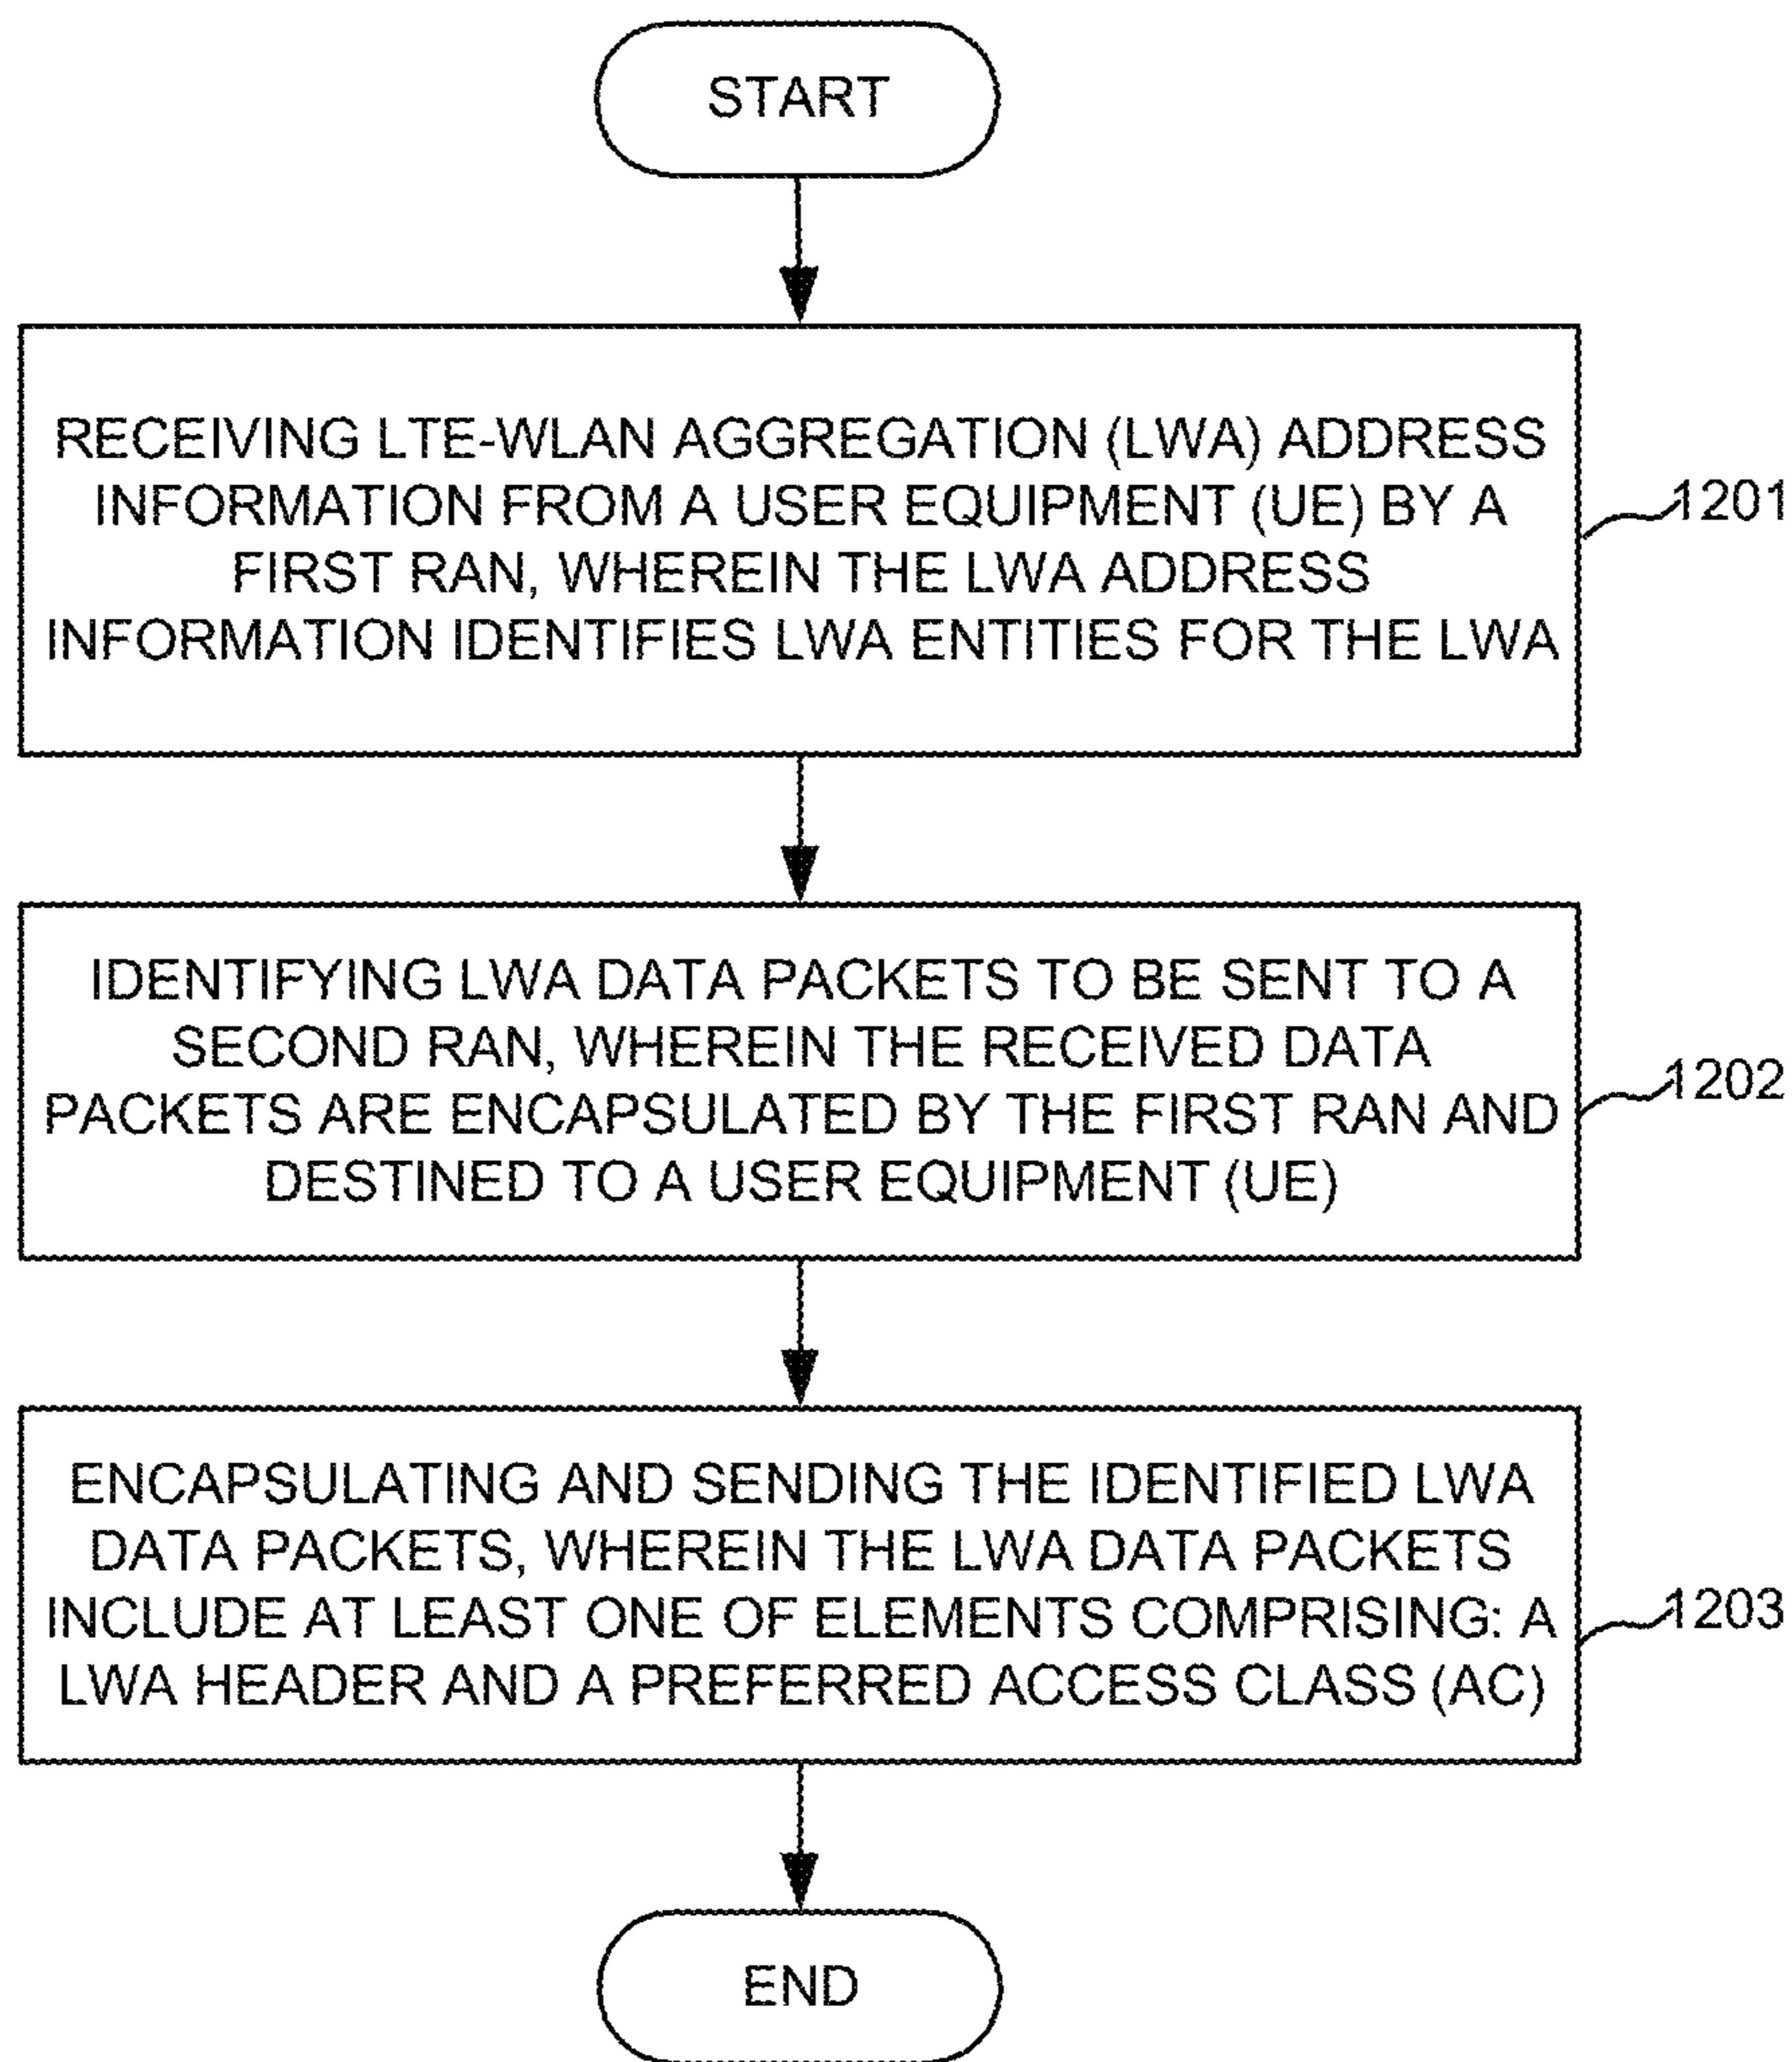 START
RECEIVING LTE-WLAN AGGREGATION (LWA) ADDRESS
INFORMATION FROM A USER EQUIPMENT (UE) BY A
FIRST RAN, WHEREIN THE LWA ADDRESS
INFORMATION IDENTIFIES LWA ENTITIES FOR THE LWA
1201
IDENTIFYING LWA DATA PACKETS TO BE SENT TO A
SECOND RAN, WHEREIN THE RECEIVED DATA
PACKETS ARE ENCAPSULATED BY THE FIRST RAN AND
DESTINED TO A USER EQUIPMENT (UE)
1202
ENCAPSULATING AND SENDING THE IDENTIFIED LWA
DATA PACKETS, WHEREIN THE LWA DATA PACKETS
INCLUDE AT LEAST ONE OF ELEMENTS COMPRISING: A
LWA HEADER AND A PREFERRED ACCESS CLASS (AC)
1203
END